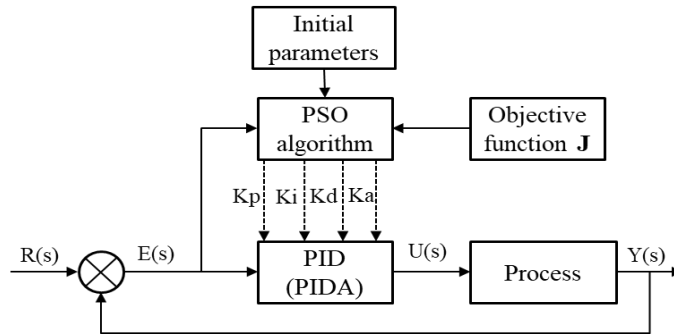 Initial
parameters
PSO
algorithm
Objective
function J
Kp Ki Kd Ka
R(s) E(s) PID
(PIDA) U(s) Process Y(s)